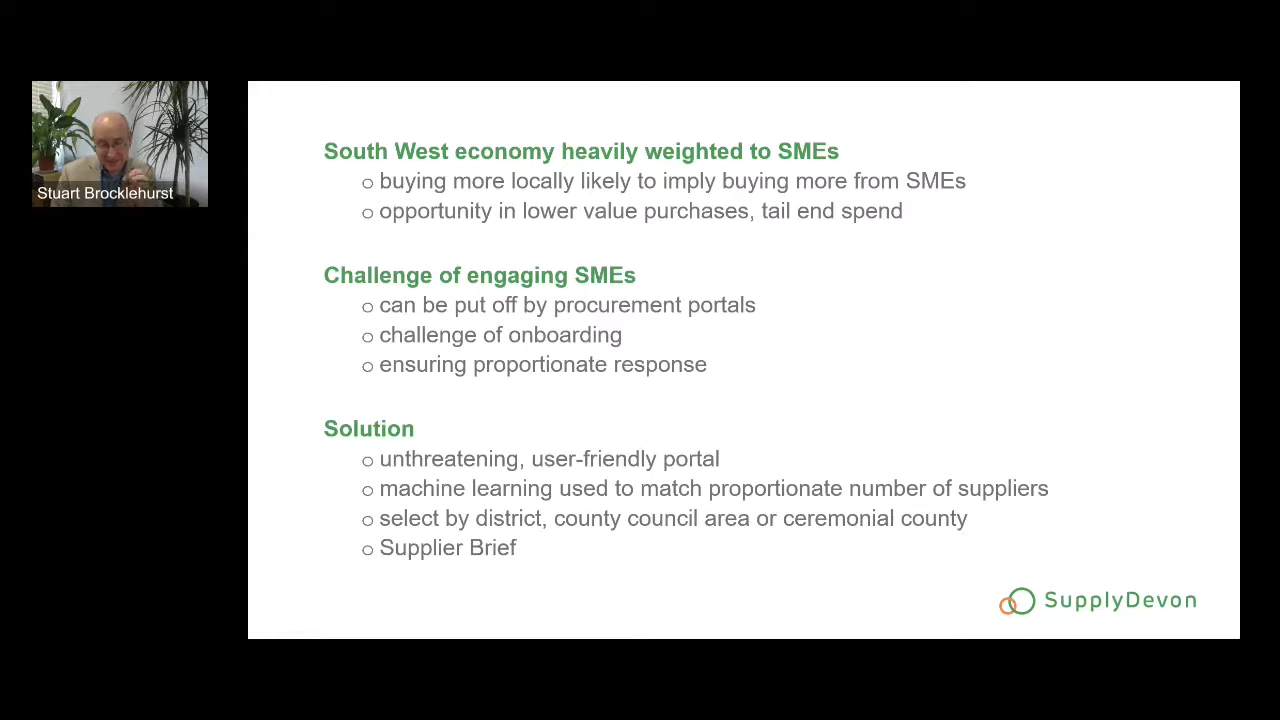 Stuart Brocklehurst
South West economy heavily weighted to SMEs
buying more locally likely to imply buying more from SMEs
opportunity in lower value purchases, tail end spend
Challenge of engaging SMEs
can be put off by procurement portals
challenge of onboarding
ensuring proportionate response
Solution
unthreatening, user-friendly portal
machine learning used to match proportionate number of suppliers
select by district, county council area or ceremonial county
Supplier Brief
SupplyDevon